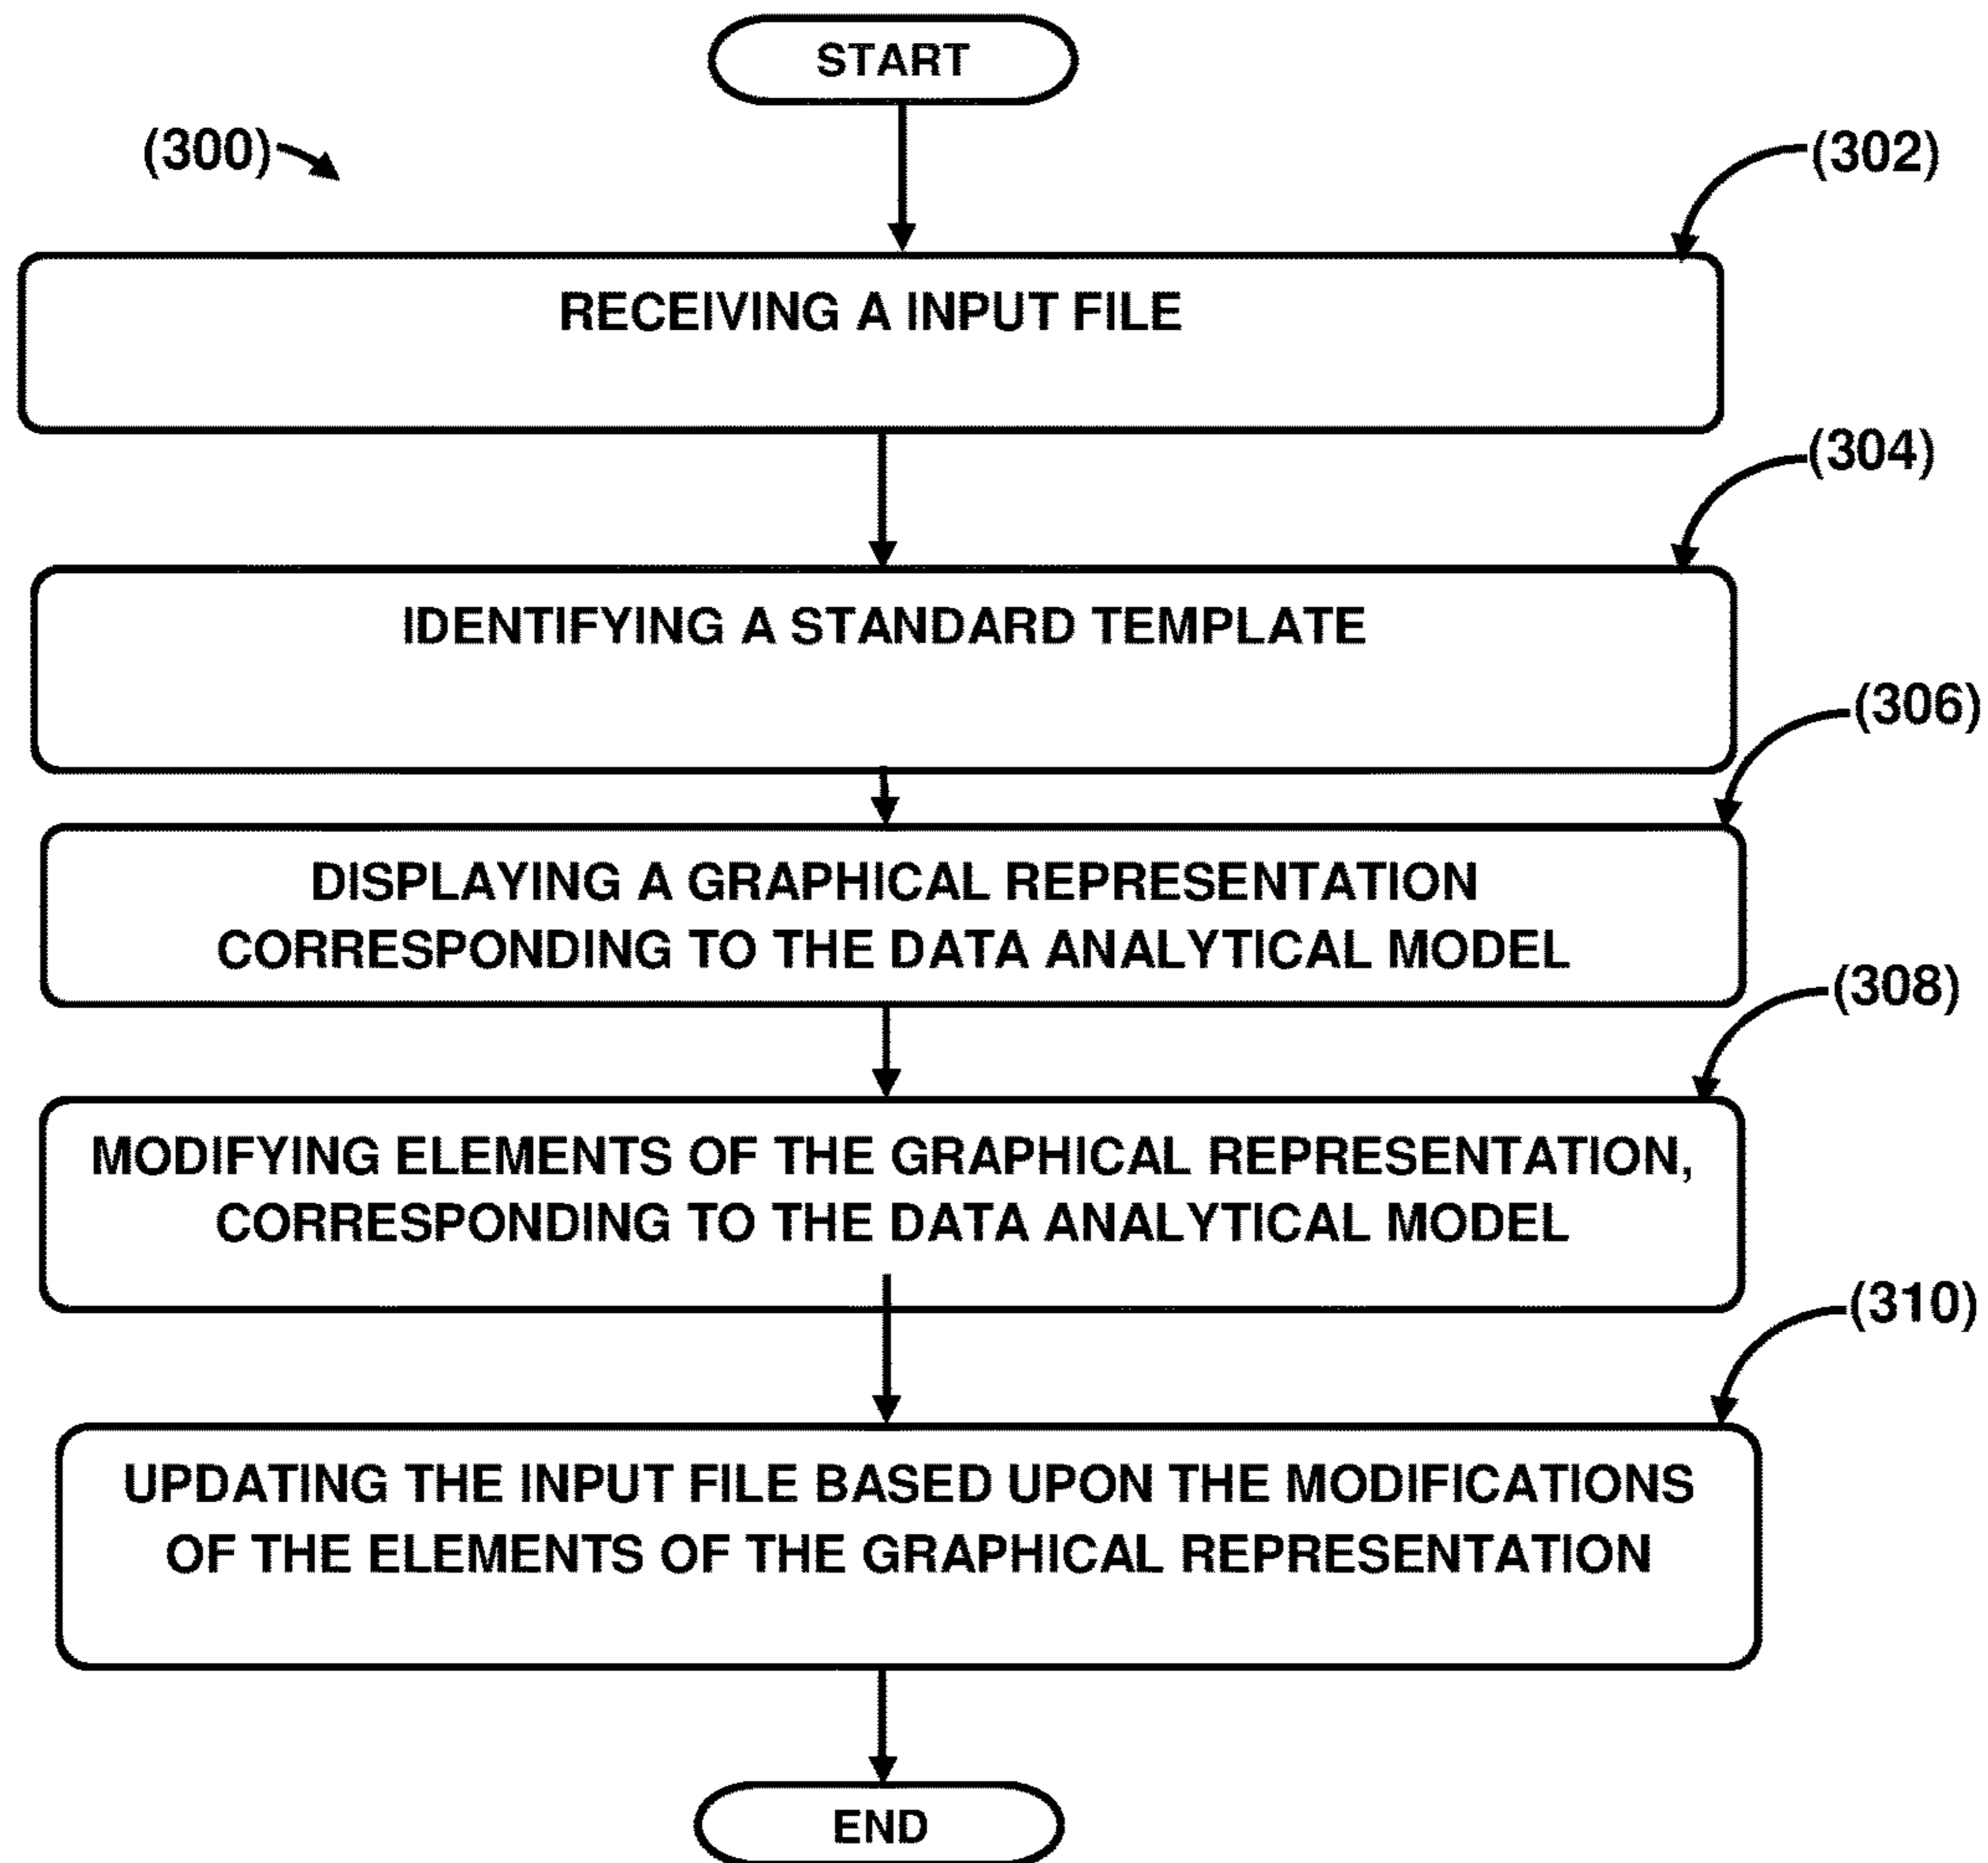 START
(300)
(302)
RECEIVING A INPUT FILE
(304)
IDENTIFYING A STANDARD TEMPLATE
(306)
DISPLAYING A GRAPHICAL REPRESENTATION
CORRESPONDING TO THE DATA ANALYTICAL MODEL
(308)
MODIFYING ELEMENTS OF THE GRAPHICAL REPRESENTATION,
CORRESPONDING TO THE DATA ANALYTICAL MODEL
(310)
UPDATING THE INPUT FILE BASED UPON THE MODIFICATIONS
OF THE ELEMENTS OF THE GRAPHICAL REPRESENTATION
END